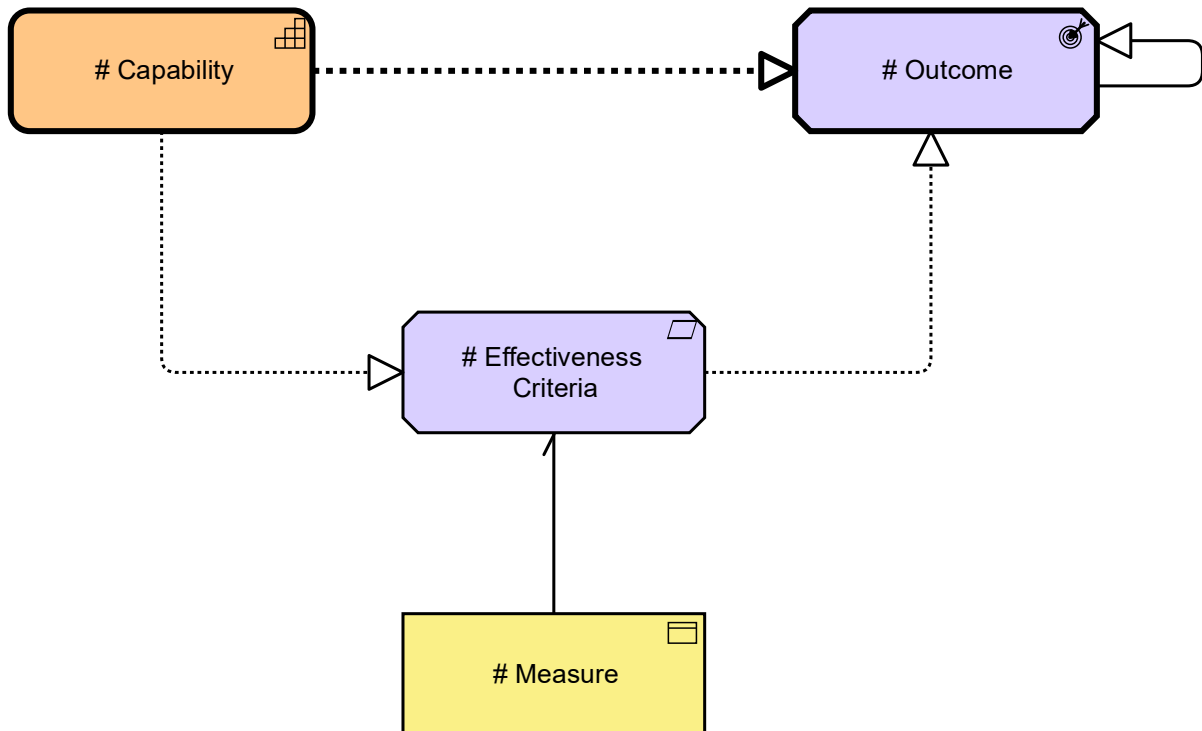 # Capability
# Outcome
# Effectiveness
Criteria
# Measure